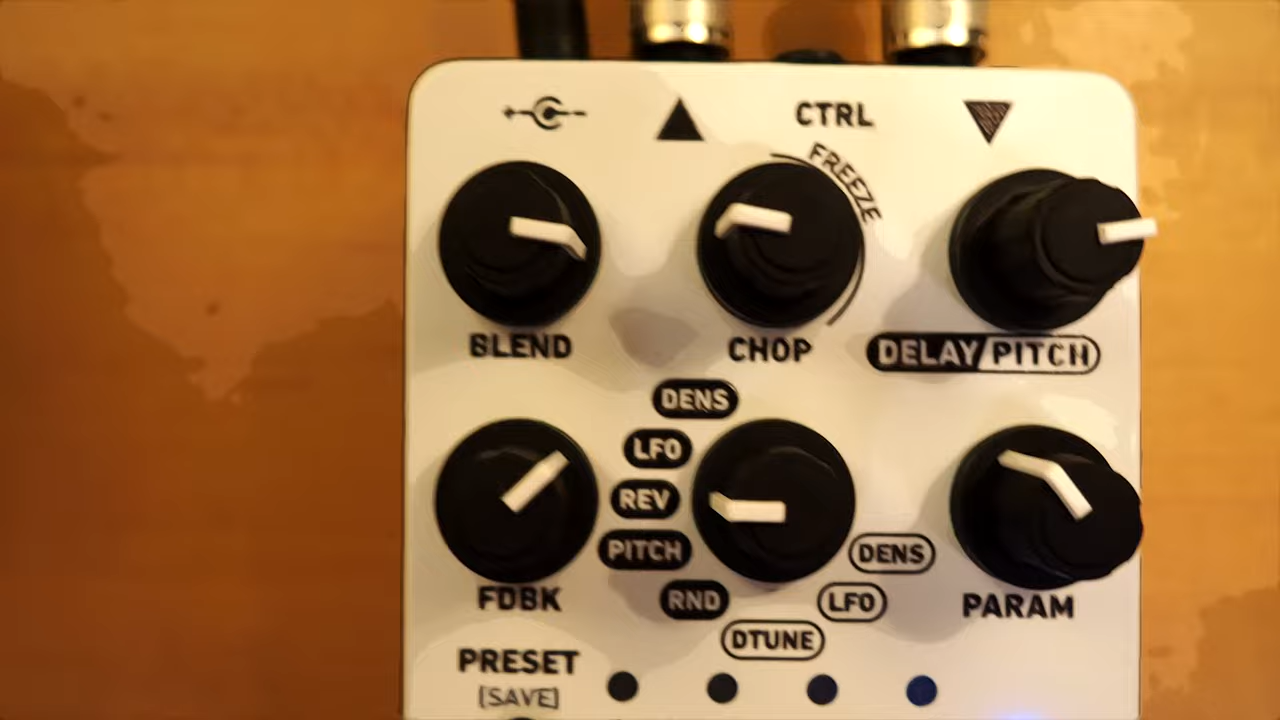 CTRL
FREEZE
BLEND
CHOP
DELAY/PITCH
DENS
LFO
REV
PITCH
RND
DTUNE
LFO
DENS
FDBK
PARAM
PRESET
[SAVE]